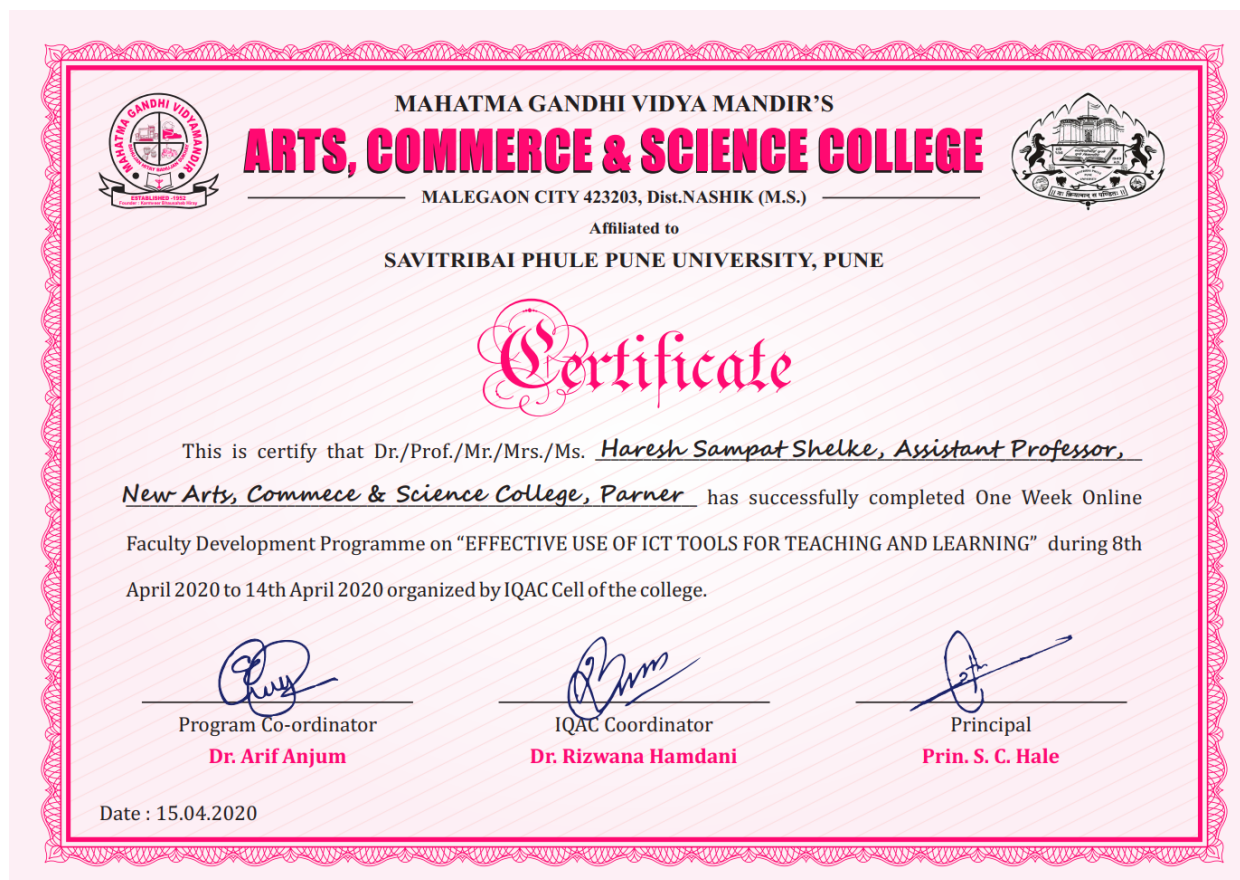 MAHATMA GANDHI VIDYA MANDIR'S
ARTS, COMMERCE & SCIENCE COLLEGE
MALEGAON CITY 423203, Dist.NASHIK (M.S.)
Affiliated to
SAVITRIBAI PHULE PUNE UNIVERSITY, PUNE
MAHATMA GANDHI VIDYAMANDIR
ESTABLISHED -1952
Certificate
This is certify that Dr./Prof./Mr./Mrs./Ms. Haresh Sampat Shelke, Assistant Professor,
New Arts, Commece & Science College, Parner has successfully completed One Week Online
Faculty Development Programme on “EFFECTIVE USE OF ICT TOOLS FOR TEACHING AND LEARNING” during 8th
April 2020 to 14th April 2020 organized by IQAC Cell of the college.
Program Co-ordinator
Dr. Arif Anjum
IQAC Coordinator
Dr. Rizwana Hamdani
Principal
Prin. S. C. Hale
Date : 15.04.2020